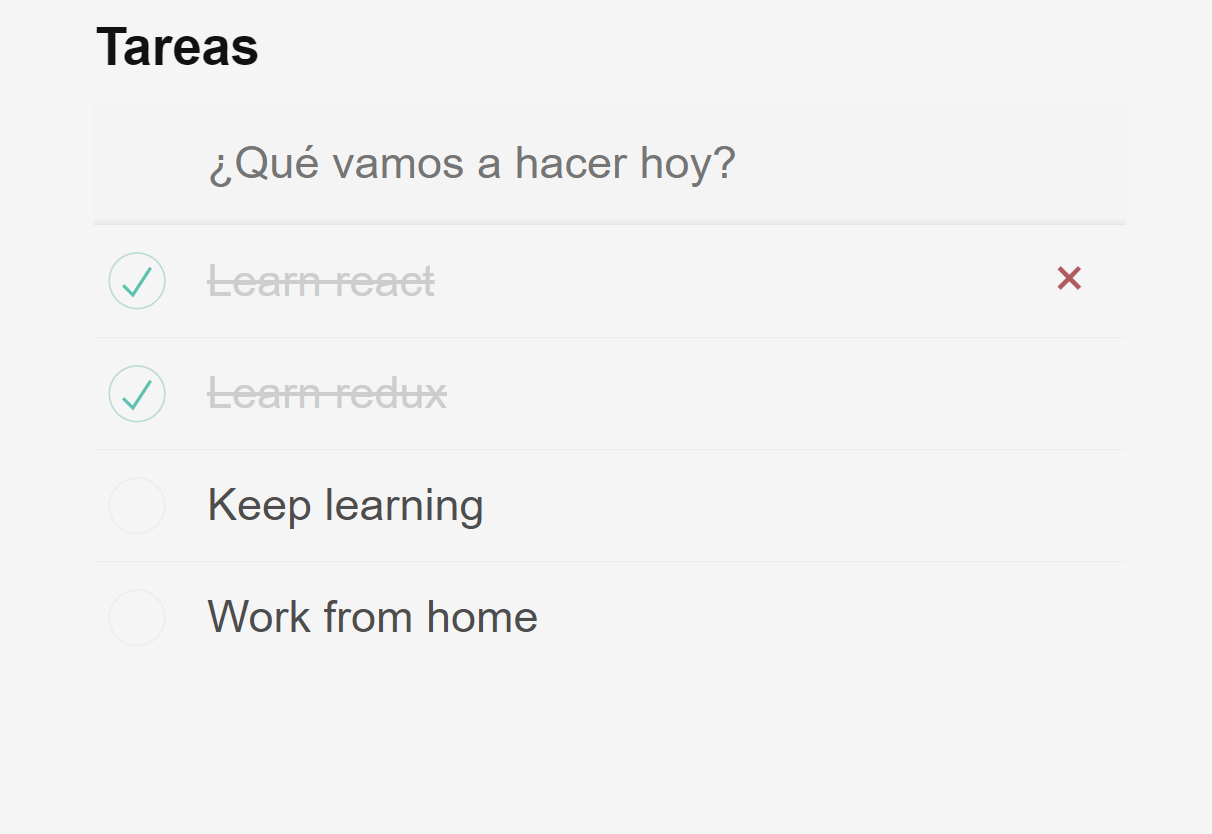 Tareas
¿Qué vamos a hacer hoy?
Learn react
Learn redux
Keep learning
Work from home